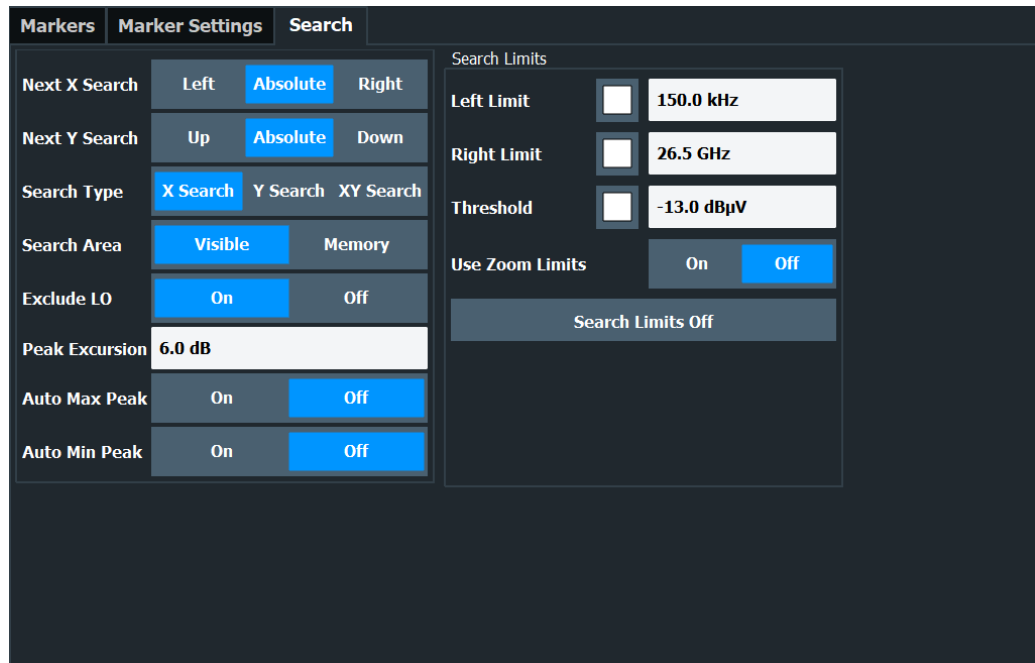 Markers Marker Settings Search
Next X Search Left Absolute Right
Next Y Search Up Absolute Down
Search Type X Search Y Search XY Search
Search Area Visible Memory
Exclude LO On Off
Peak Excursion 6.0 dB
Auto Max Peak On Off
Auto Min Peak On Off
Search Limits
Left Limit 150.0 kHz
Right Limit 26.5 GHz
Threshold -13.0 dBµV
Use Zoom Limits On Off
Search Limits Off